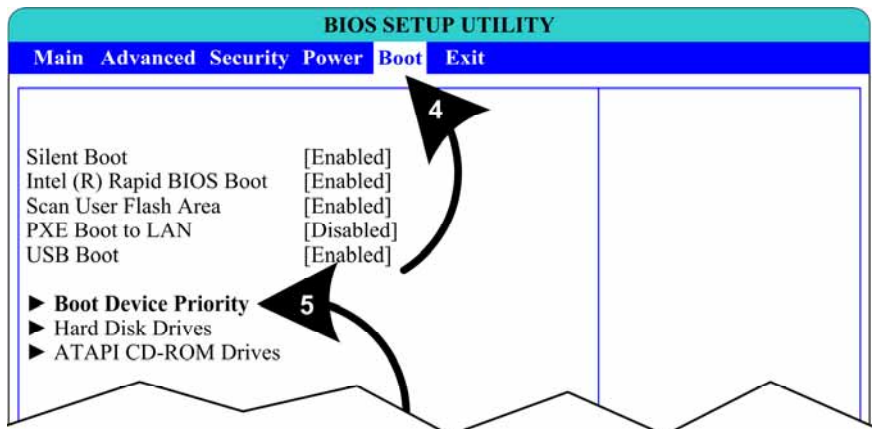 BIOS SETUP UTILITY
Main Advanced Security Power Boot Exit
4
Silent Boot [Enabled]
Intel (R) Rapid BIOS Boot [Enabled]
Scan User Flash Area [Enabled]
PXE Boot to LAN [Disabled]
USB Boot [Enabled]
► Boot Device Priority 5
► Hard Disk Drives
► ATAPI CD-ROM Drives